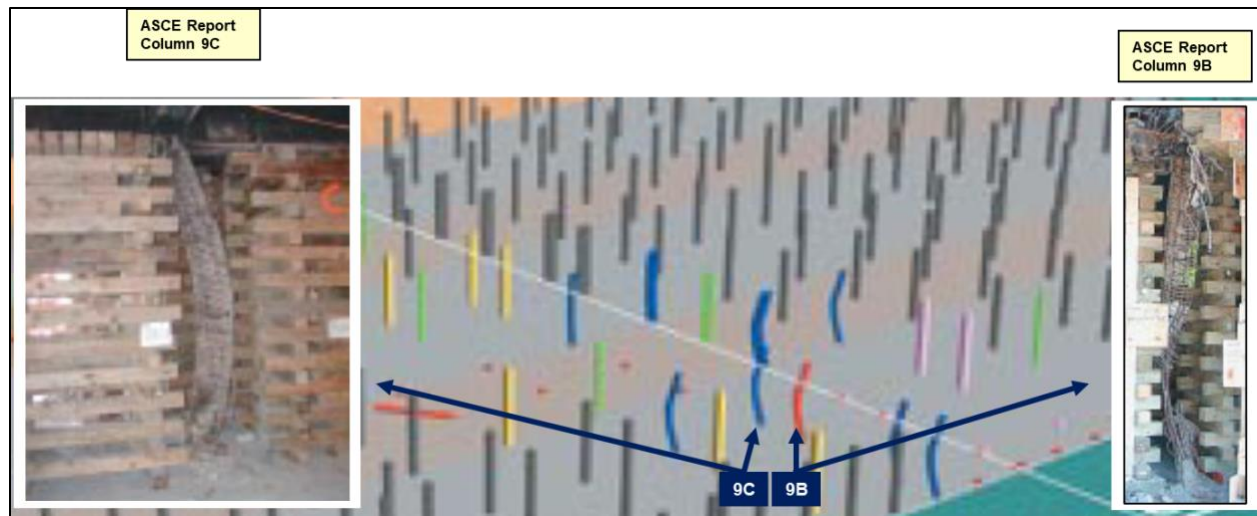 ASCE Report
Column 9C
ASCE Report
Column 9B
9C
9B